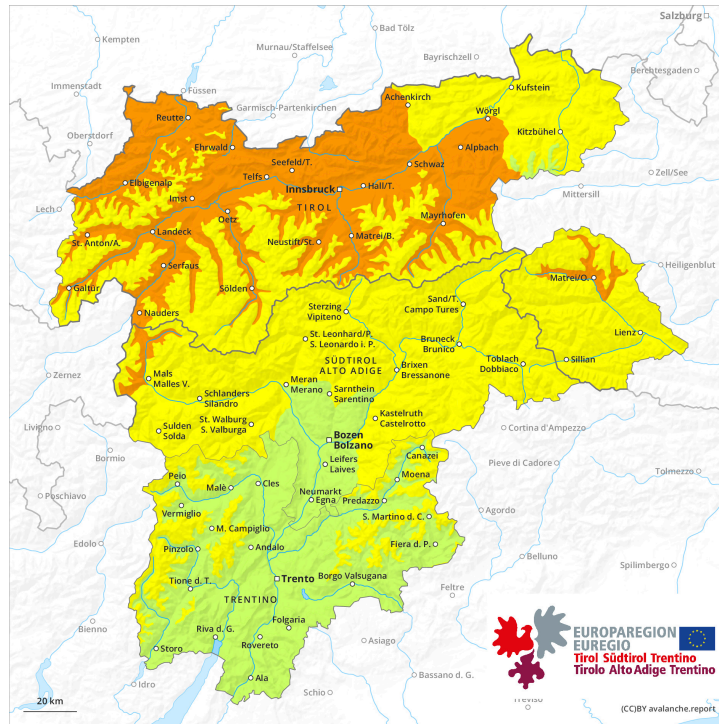 Salzburg
Bad Tölz
Kempten
Murnau/Staffelsee
Bayrischzell
Berchtesgaden
Immenstadt
Füssen
Kufstein
Garmisch-Partenkirchen
Achenkirch
Reutte
Wörgl
Oberstdorf
Kitzbühel
Ehrwald
Alpbach
Seefeld/T.
Schwaz
Zell/See
Telfs
Elbigenalp
Innsbruck
Hall/T.
Mittersill
Imst
TIROL
Lech
Oetz
Mayrhofen
Landeck
Matrei/B.
St. Anton/A.
Neustift/St.
Serfaus
Heiligenblut
Matrei/O.
Galtür
Sölden
Sand/T.
Campo Tures
Nauders
Sterzing
Vipiteno
Lienz
St. Leonhard/P.
S. Leonardo i. P.
Bruneck
Brunico
Toblach
Dobbiaco
Sillian
SÜDTIROL
ALTO ADIGE
Brixen
Bressanone
Zernez
Mals
Malles V.
Meran
Merano
Sarnthein
Sarentino
Schlanders
Silandro
Kastelruth
Castelrotto
St. Walburg
S. Valburga
Livigno
Sulden
Solda
Cortina d'Ampezzo
Bozen
Bolzano
Bormio
Canazei
Pieve di Cadore
Leifers
Laives
Moena
Tolmezzo
Peio
Cles
Malè
Poschiavo
Neumarkt
Egna
Predazzo
Vermiglio
Agordo
S. Martino d. C.
M. Campiglio
Edolo
Fiera d. P.
Pinzolo
Andalo
Belluno
Spilimbergo
Trento
Borgo Valsugana
Tione d. T.
Feltre
TRENTINO
Folgaria
Bienno
Riva d. G.
Rovereto
Asiago
Storo
Ala
Bassano d. G.
Idro
Schio
EUROPAREGION
EUREGIO
Tirol Südtirol Trentino
Tirolo Alto Adige Trentino
Treviso
20 km
(CC)BY avalanche.report